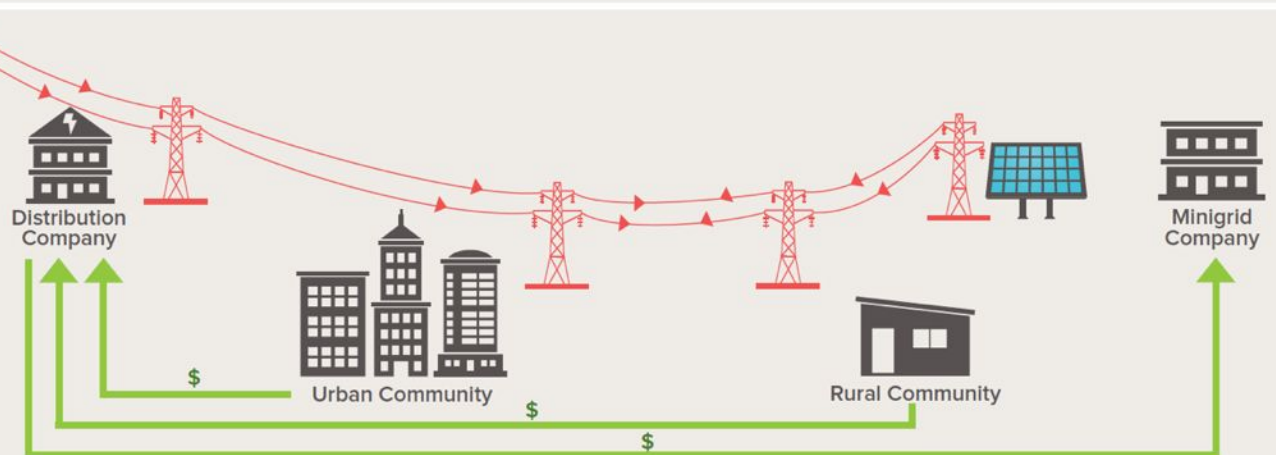 Distribution
Company
Minigrid
Company
$
Urban Community
Rural Community
$
$